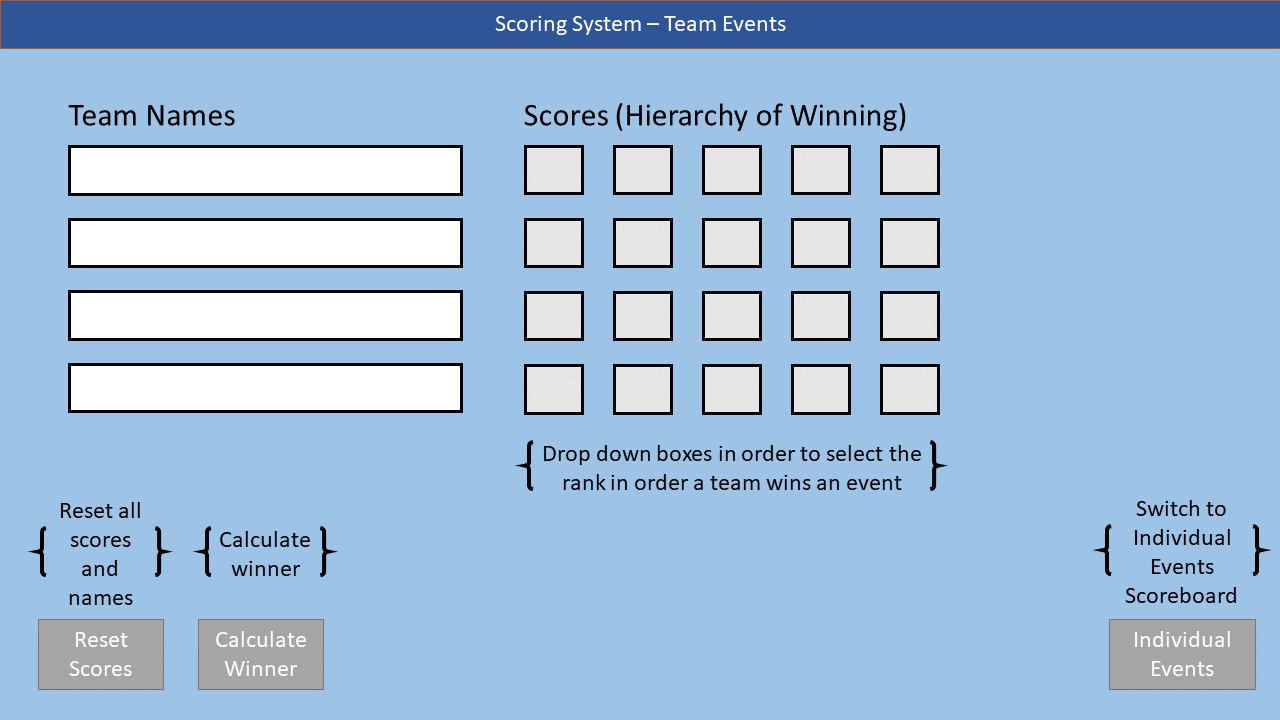 Scoring System – Team Events
Team Names
Scores (Hierarchy of Winning)
Drop down boxes in order to select the
rank in order a team wins an event
Reset all
scores
and
names
Calculate
winner
Switch to
Individual
Events
Scoreboard
Reset
Scores
Calculate
Winner
Individual
Events